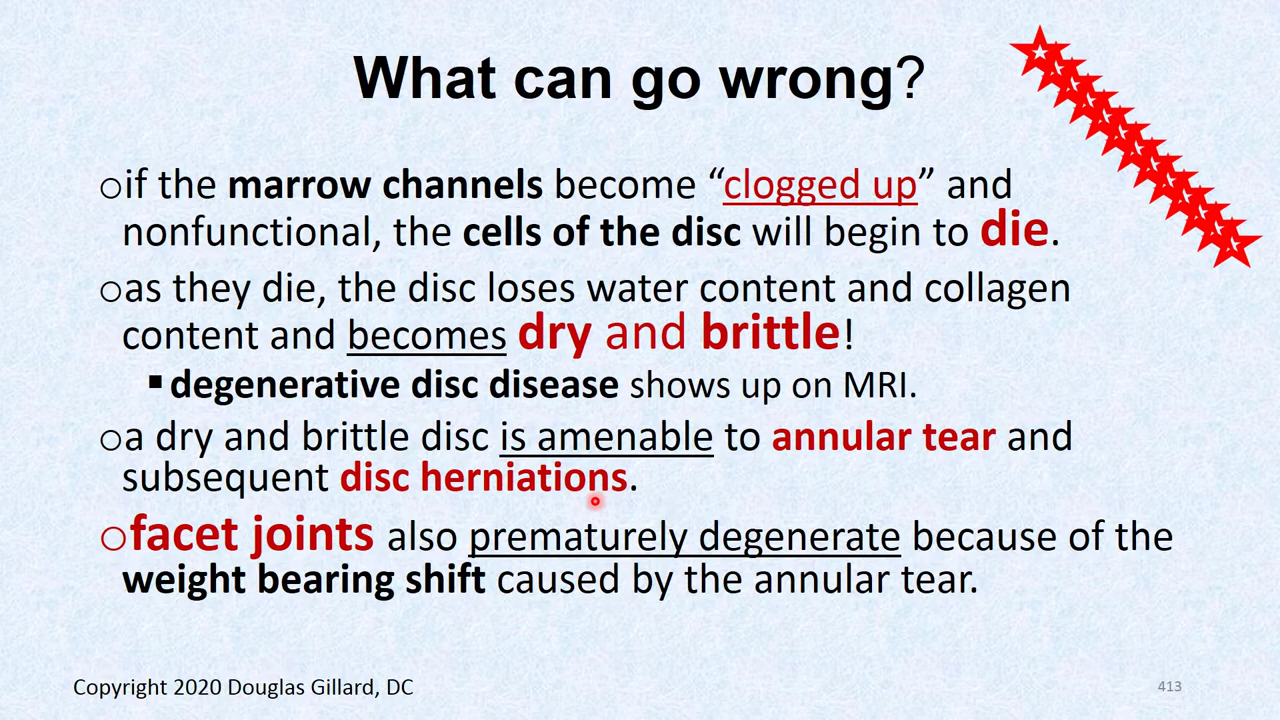 What can go wrong?
○if the marrow channels become “clogged up” and
nonfunctional, the cells of the disc will begin to die.
○as they die, the disc loses water content and collagen
content and becomes dry and brittle!
▪degenerative disc disease shows up on MRI.
○a dry and brittle disc is amenable to annular tear and
subsequent disc herniations.
○facet joints also prematurely degenerate because of the
weight bearing shift caused by the annular tear.
Copyright 2020 Douglas Gillard, DC
413